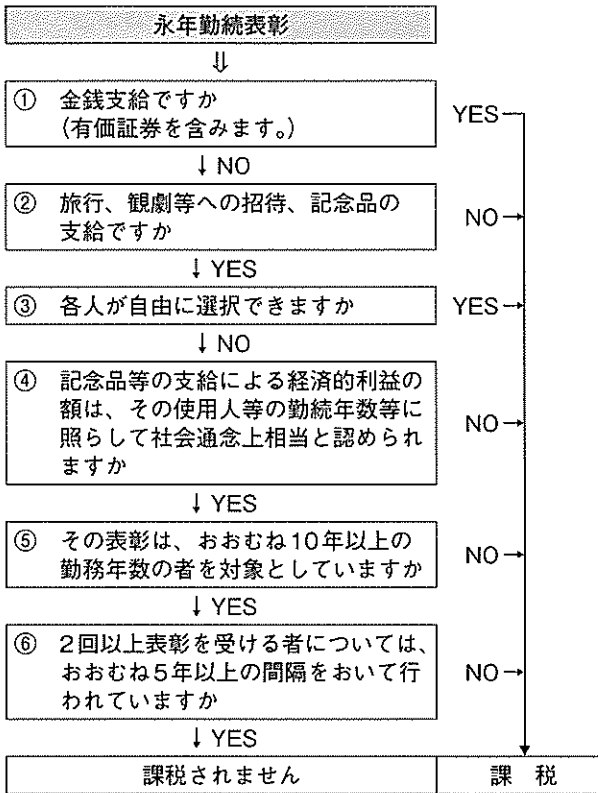 永年勤続表彰
⇓
① 金銭支給ですか
(有価証券を含みます。)
YES
↓ NO
② 旅行、観劇等への招待、記念品の
支給ですか
NO→
↓ YES
③ 各人が自由に選択できますか
YES→
↓ NO
④ 記念品等の支給による経済的利益の
額は、その使用人等の勤続年数等に
照らして社会通念上相当と認められ
ますか
NO→
↓ YES
⑤ その表彰は、おおむね10年以上の
勤務年数の者を対象としていますか
NO→
↓ YES
⑥ 2回以上表彰を受ける者については、
おおむね5年以上の間隔をおいて行
われていますか
NO→
↓ YES
課税されません
課 税